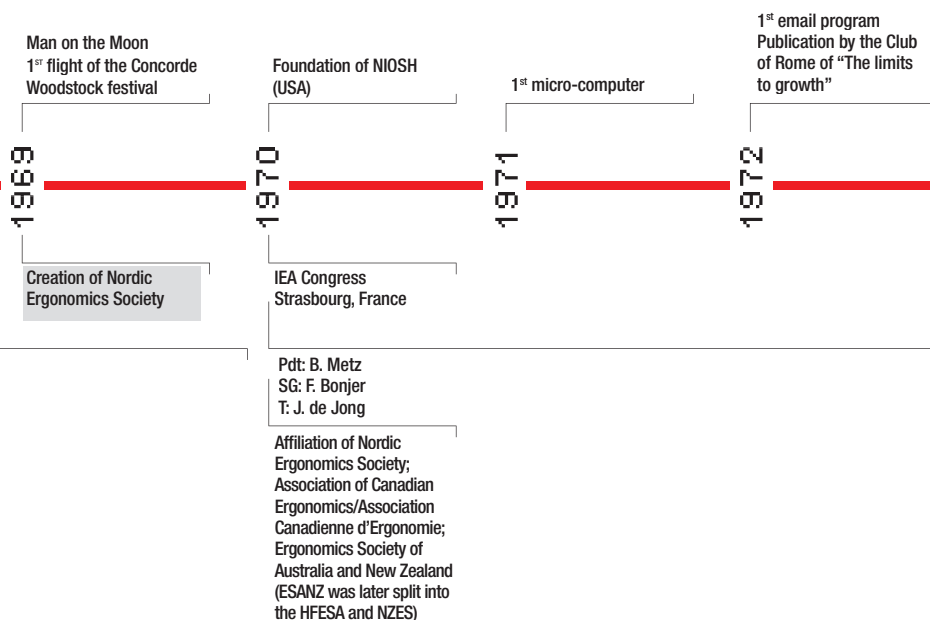 Man on the Moon
1ST flight of the Concorde
Woodstock festival
Foundation of NIOSH
(USA)
1st micro-computer
1st email program
Publication by the Club
of Rome of “The limits
to growth”
1969
1970
1971
1972
Creation of Nordic
Ergonomics Society
IEA Congress
Strasbourg, France
Pdt: B. Metz
SG: F. Bonjer
T: J. de Jong
Affiliation of Nordic
Ergonomics Society;
Association of Canadian
Ergonomics/Association
Canadienne d’Ergonomie;
Ergonomics Society of
Australia and New Zealand
(ESANZ was later split into
the HFESA and NZES)